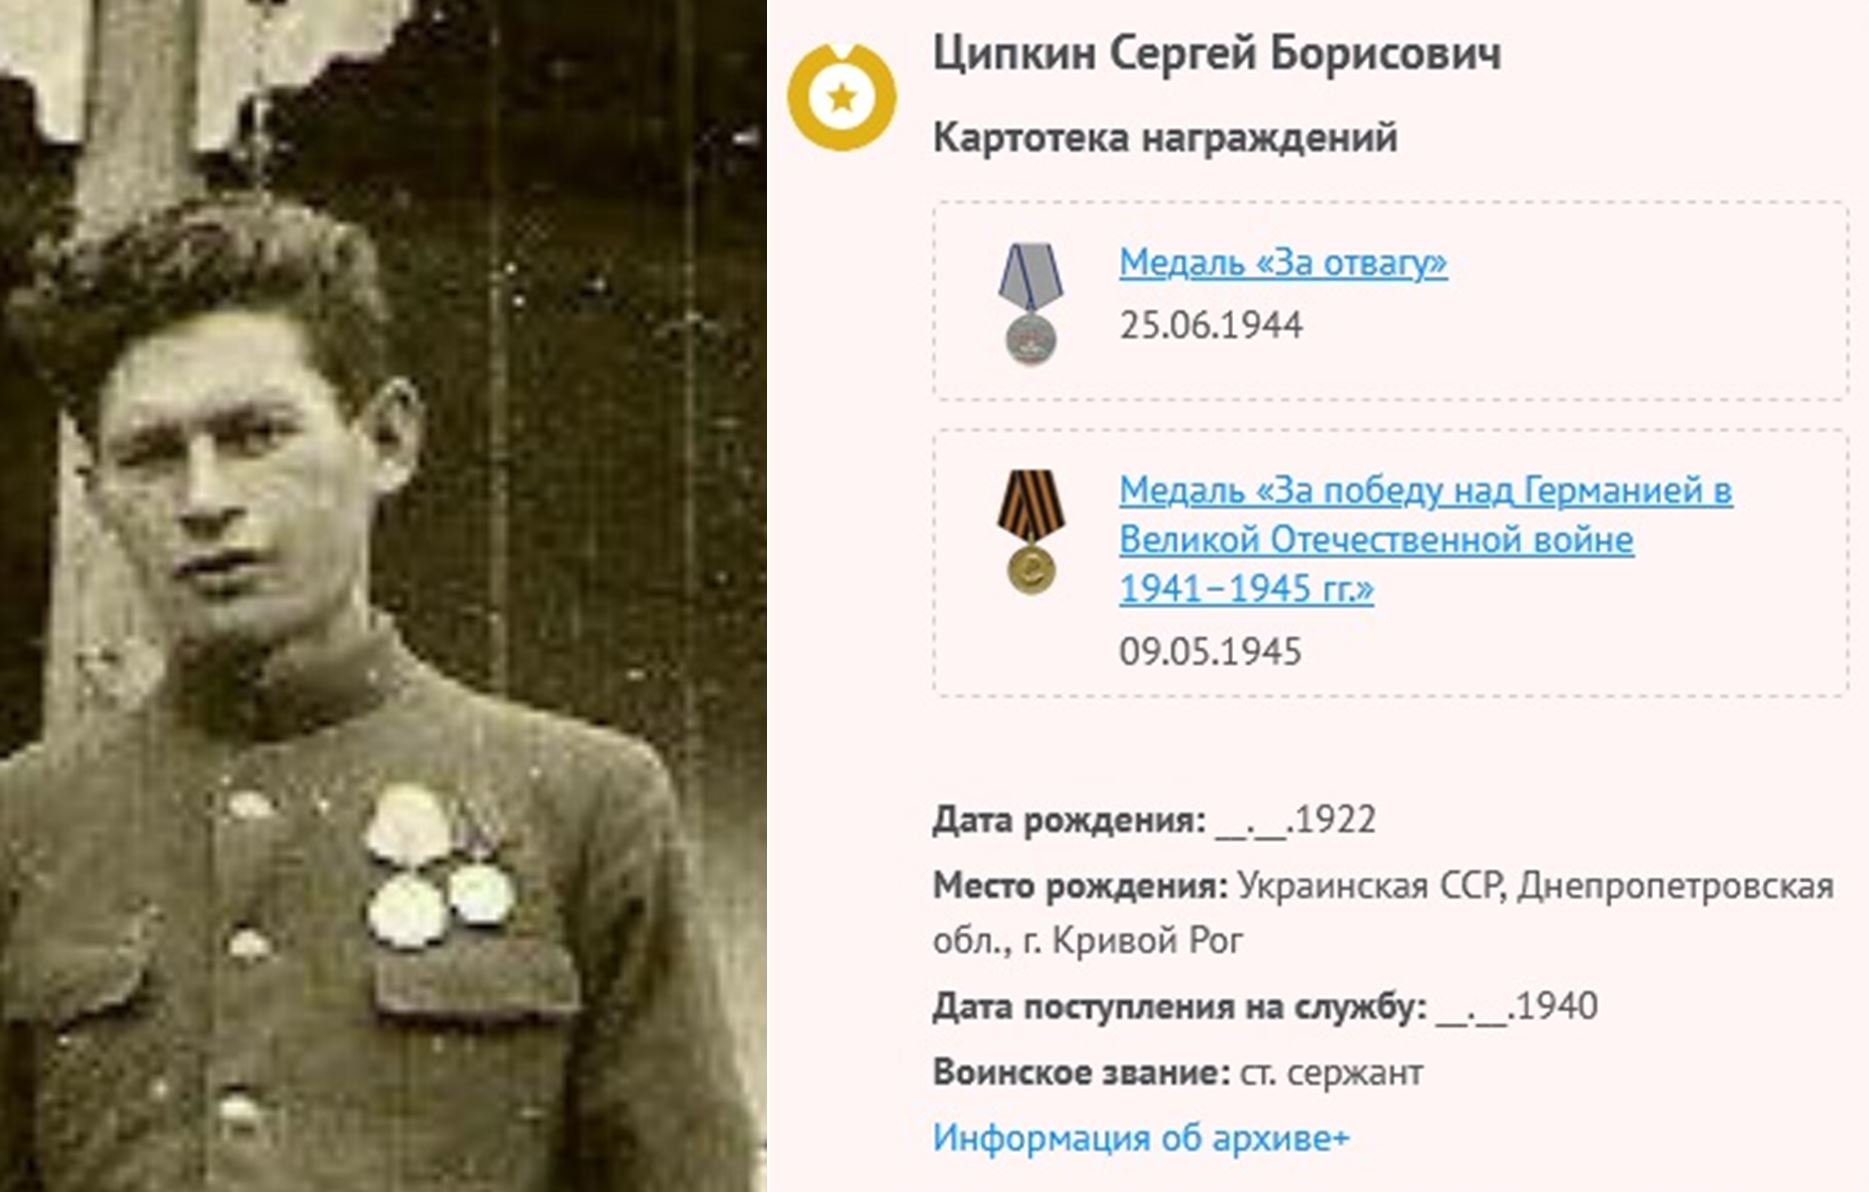 Ципкин Сергей Борисович
Картотека награждений
Медаль «За отвагу»
25.06.1944
Медаль «За победу над Германией в
Великой Отечественной войне
1941–1945 гг.»
09.05.1945
Дата рождения: __.__.1922
Место рождения: Украинская ССР, Днепропетровская
обл., г. Кривой Рог
Дата поступления на службу: __.__.1940
Воинское звание: ст. сержант
Информация об архиве+